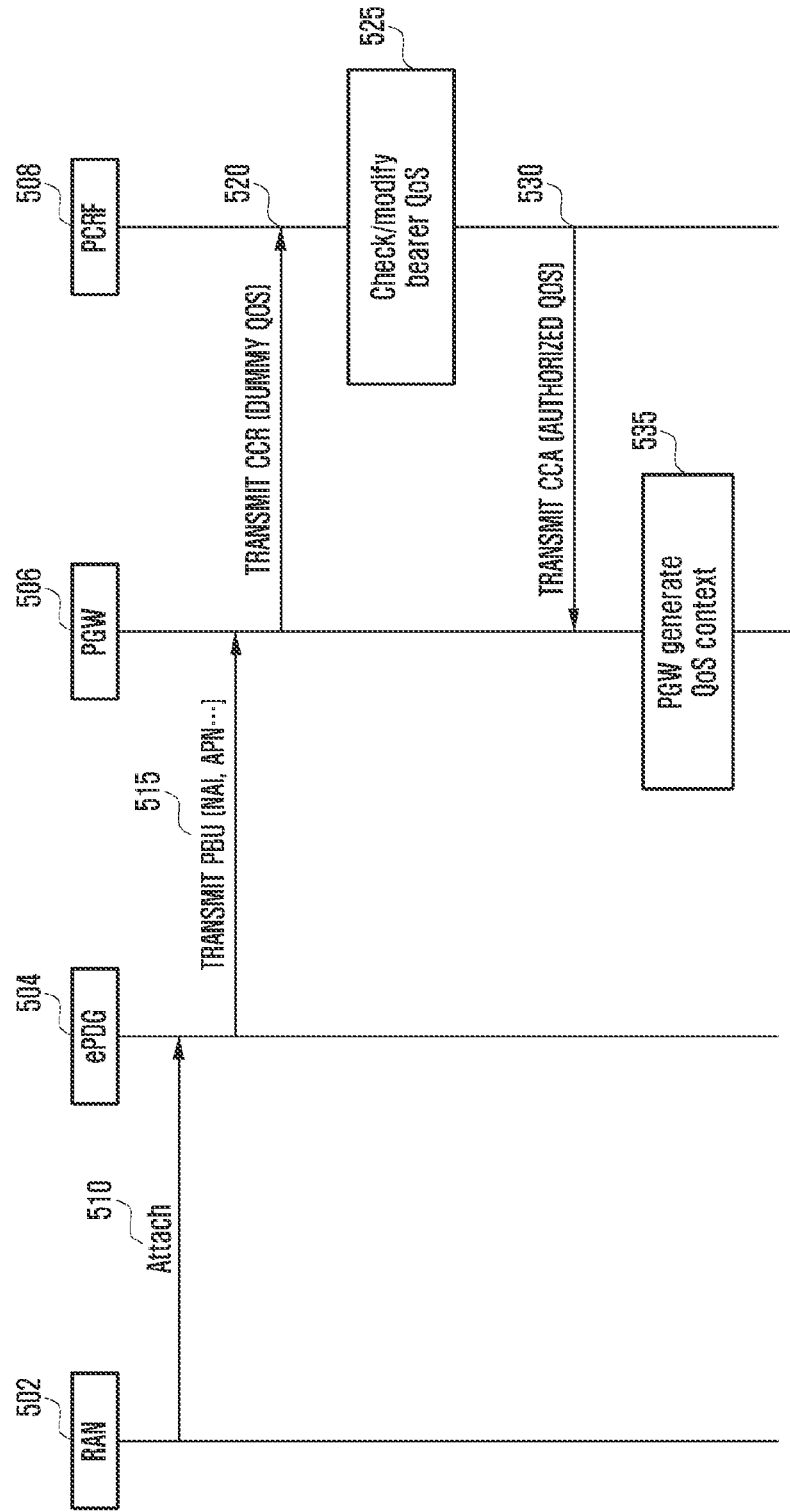 502
RAN
504
ePDG
506
PGW
508
PCRF
510
Attach
515
TRANSMIT PBU (NAI, APN···)
520
TRANSMIT CCR (DUMMY QOS)
525
Check/modify
bearer QoS
530
TRANSMIT CCA (AUTHORIZED QOS)
535
PGW generate
QoS context